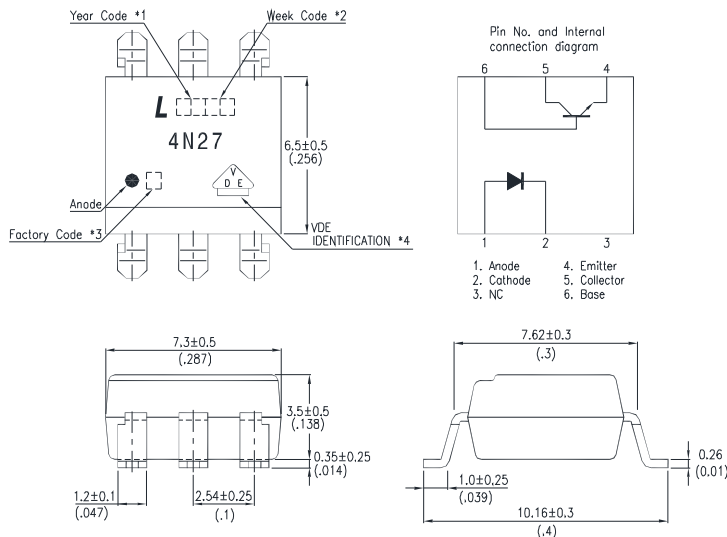 Year Code *1
Week Code *2
L
4N27
V
D E
Anode
Factory Code *3
VDE
IDENTIFICATION *4
6.5±0.5
(.256)
Pin No. and Internal
connection diagram
6 5 4
1 2 3
1. Anode
2. Cathode
3. NC
4. Emitter
5. Collector
6. Base
7.3±0.5
(.287)
3.5±0.5
(.138)
0.35±0.25
(.014)
1.2±0.1
(.047)
2.54±0.25
(.1)
7.62±0.3
(.3)
0.26
(0.01)
1.0±0.25
(.039)
10.16±0.3
(.4)